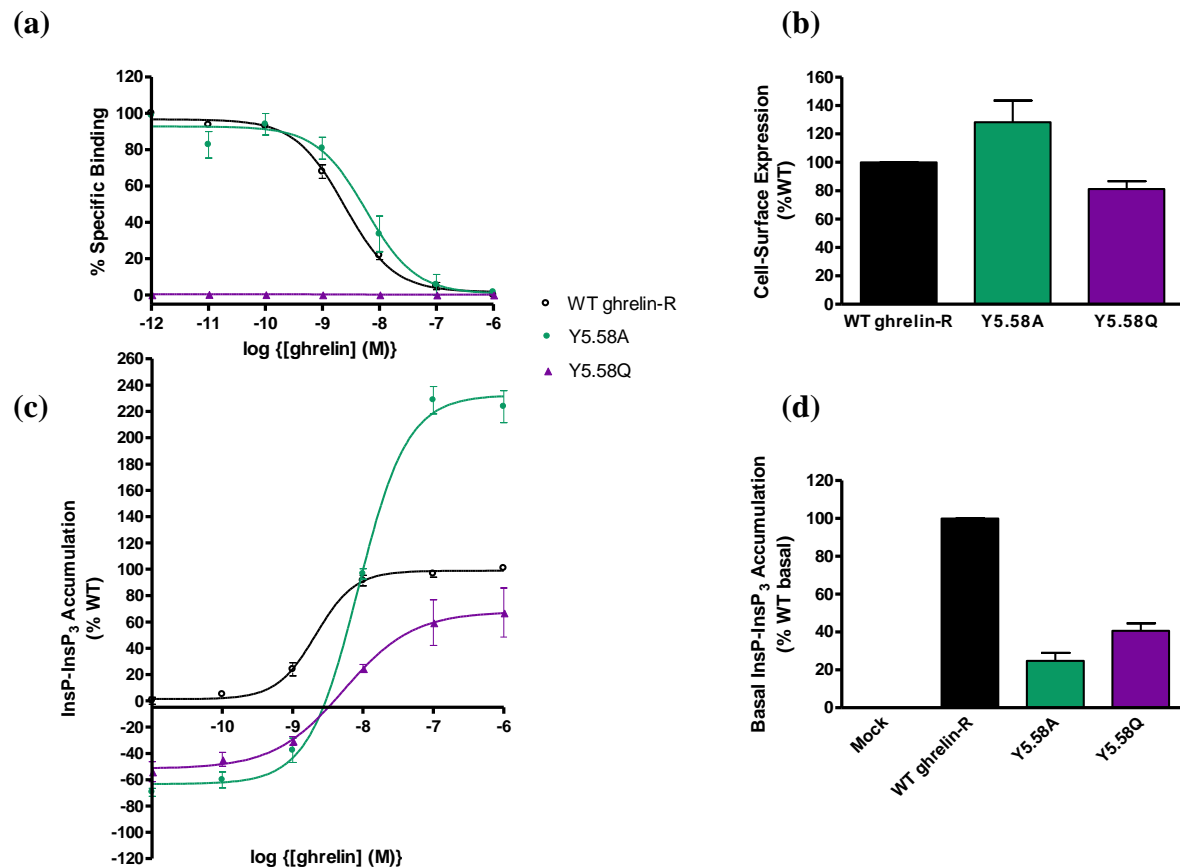 (a)
120
100
80
60
40
20
0
% Specific Binding
-12 -11 -10 -9 -8 -7 -6
log {[ghrelin] (M)}
WT ghrelin-R
Y5.58A
Y5.58Q
(b)
160
140
120
100
80
60
40
20
0
Cell-Surface Expression
(%WT)
WT ghrelin-R Y5.58A Y5.58Q
(c)
260
240
220
200
180
160
140
120
100
80
60
40
20
0
-20
-40
-60
-80
-100
-120
InsP-InsP3 Accumulation
(% WT)
-10 -9 -8 -7 -6
log {[ghrelin] (M)}
(d)
120
100
80
60
40
20
0
Basal InsP-InsP3 Accumulation
(% WT basal)
Mock
WT ghrelin-R
Y5.58A
Y5.58Q